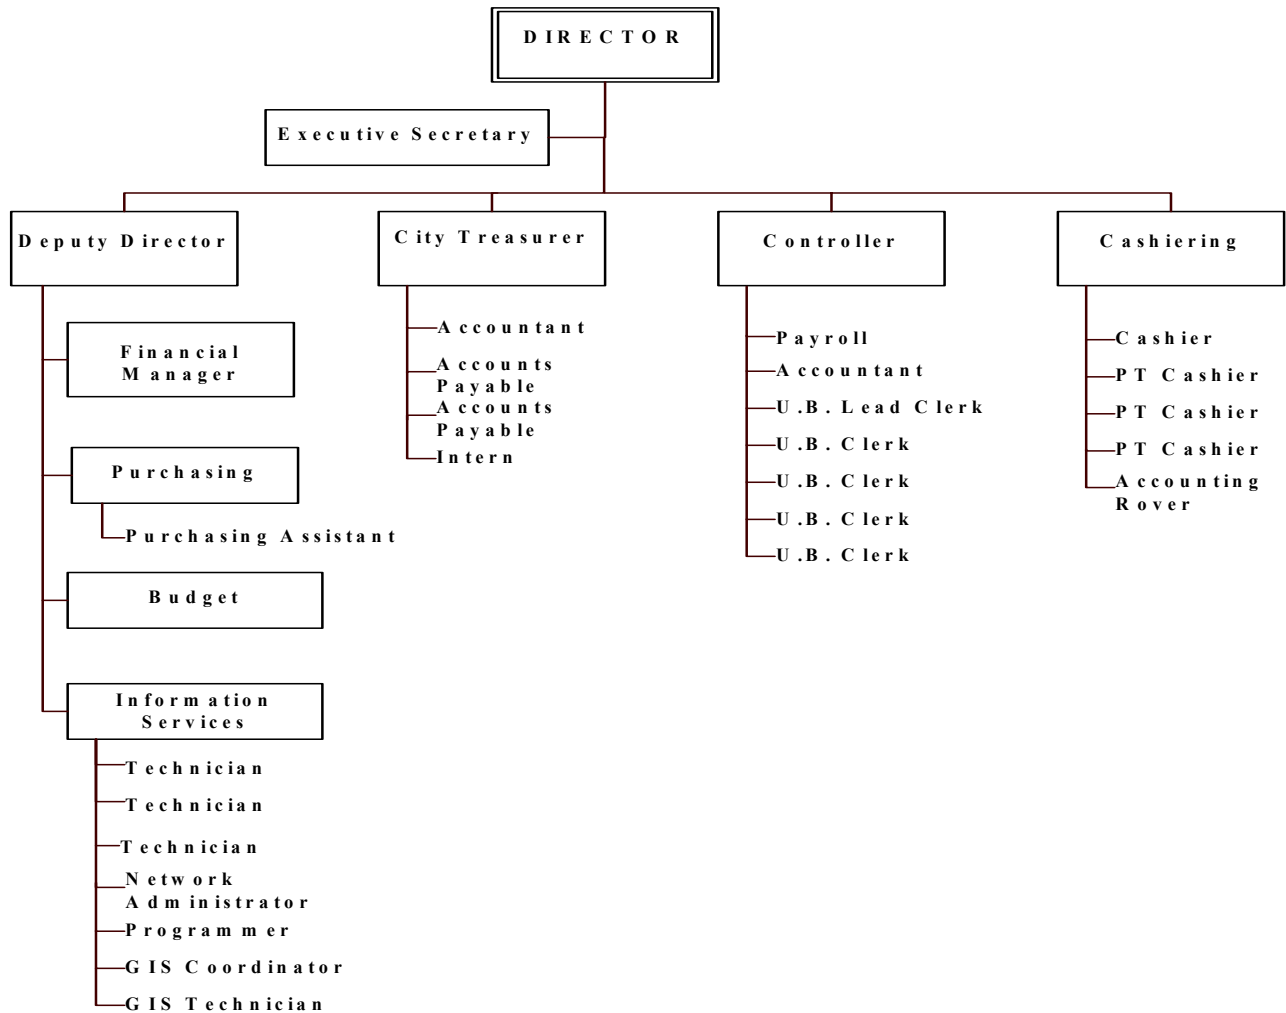 DIRECTOR
Executive Secretary
Deputy Director
City Treasurer
Controller
Cashiering
Financial
Manager
Purchasing
Purchasing Assistant
Budget
Information
Services
Technician
Technician
Technician
Network
Administrator
Programmer
GIS Coordinator
GIS Technician
Accountant
Accounts
Payable
Accounts
Payable
Intern
Payroll
Accountant
U.B. Lead Clerk
U.B. Clerk
U.B. Clerk
U.B. Clerk
U.B. Clerk
Cashier
PT Cashier
PT Cashier
PT Cashier
Accounting
Rover